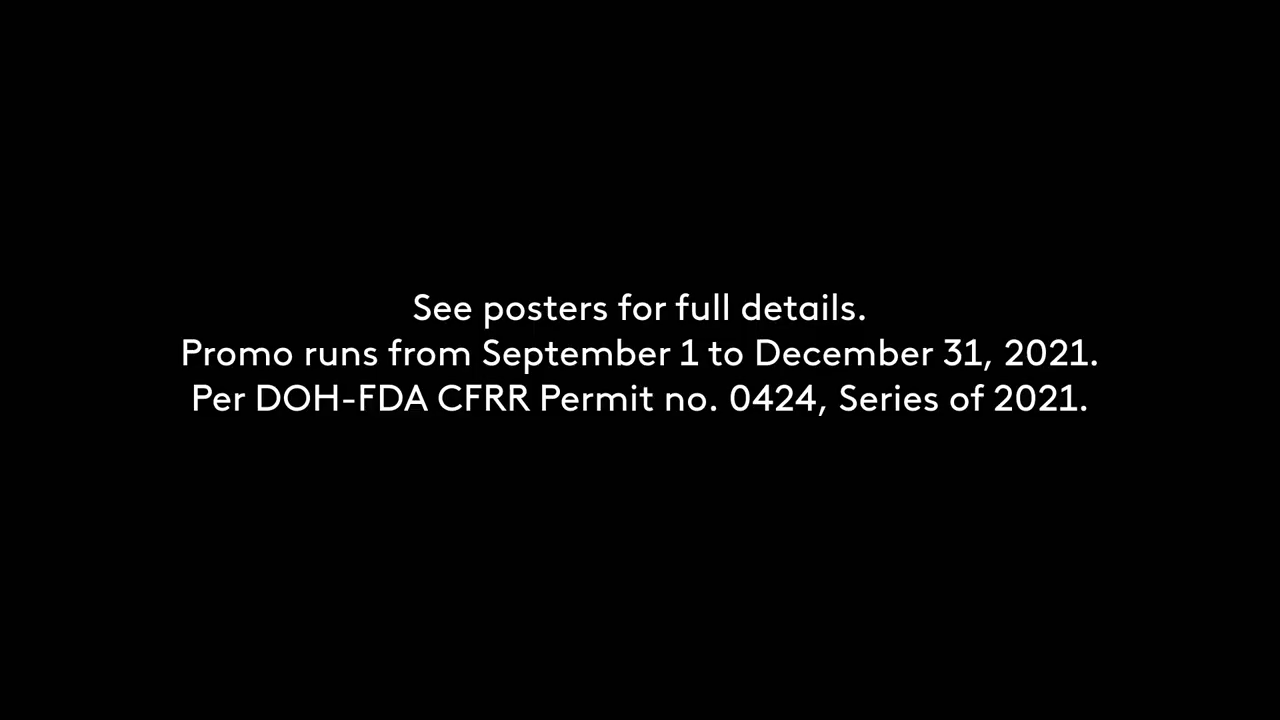 See posters for full details.
Promo runs from September 1 to December 31, 2021.
Per DOH-FDA CFRR Permit no. 0424, Series of 2021.